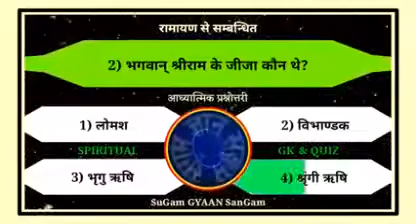 रामायण से सम्बन्धित
2) भगवान् श्रीराम के जीजा कौन थे?
आध्यात्मिक प्रश्नोत्तरी
1) लोमश
2) विभाण्डक
SPIRITUAL
GK & QUIZ
3) भृगु ऋषि
4) श्रृंगी ऋषि
SuGam GYAAN SanGam